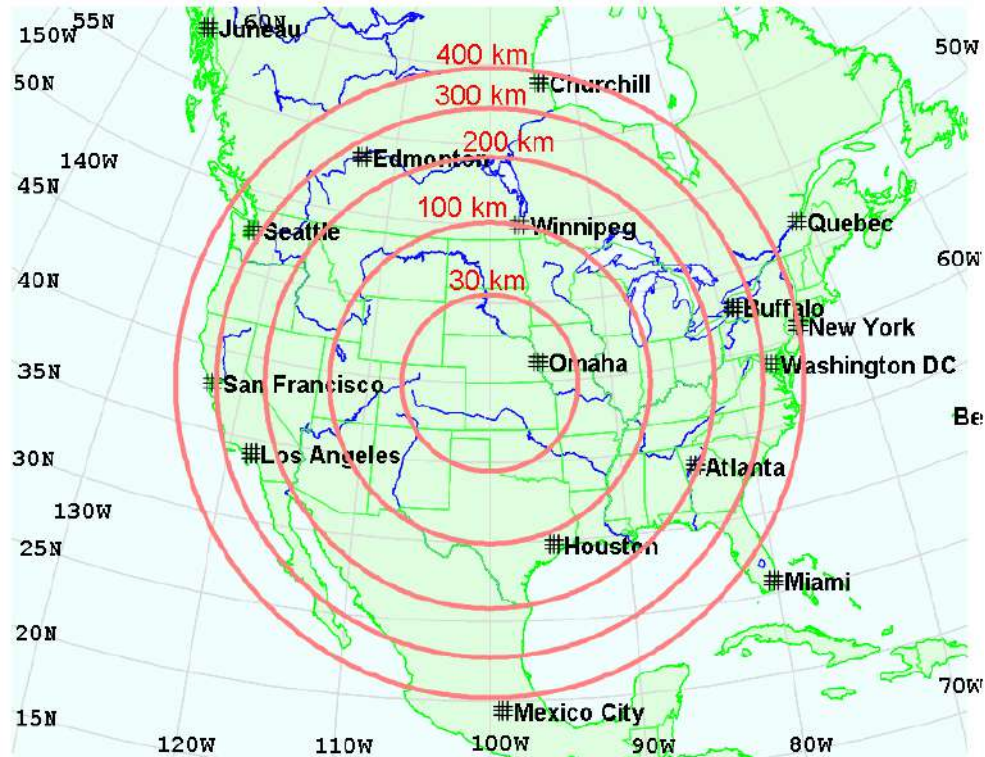 55N
60N
150W
Juneau
400 km
50W
50N
Churchill
300 km
200 km
140W
Edmonton
45N
100 km
Seattle
Winnipeg
Quebec
60W
40N
30 km
Buffalo
New York
35N
Omaha
Washington DC
San Francisco
Be
30N
Los Angeles
Atlanta
130W
25N
Houston
Miami
20N
70W
15N
Mexico City
120W
110W
100W
90W
80W